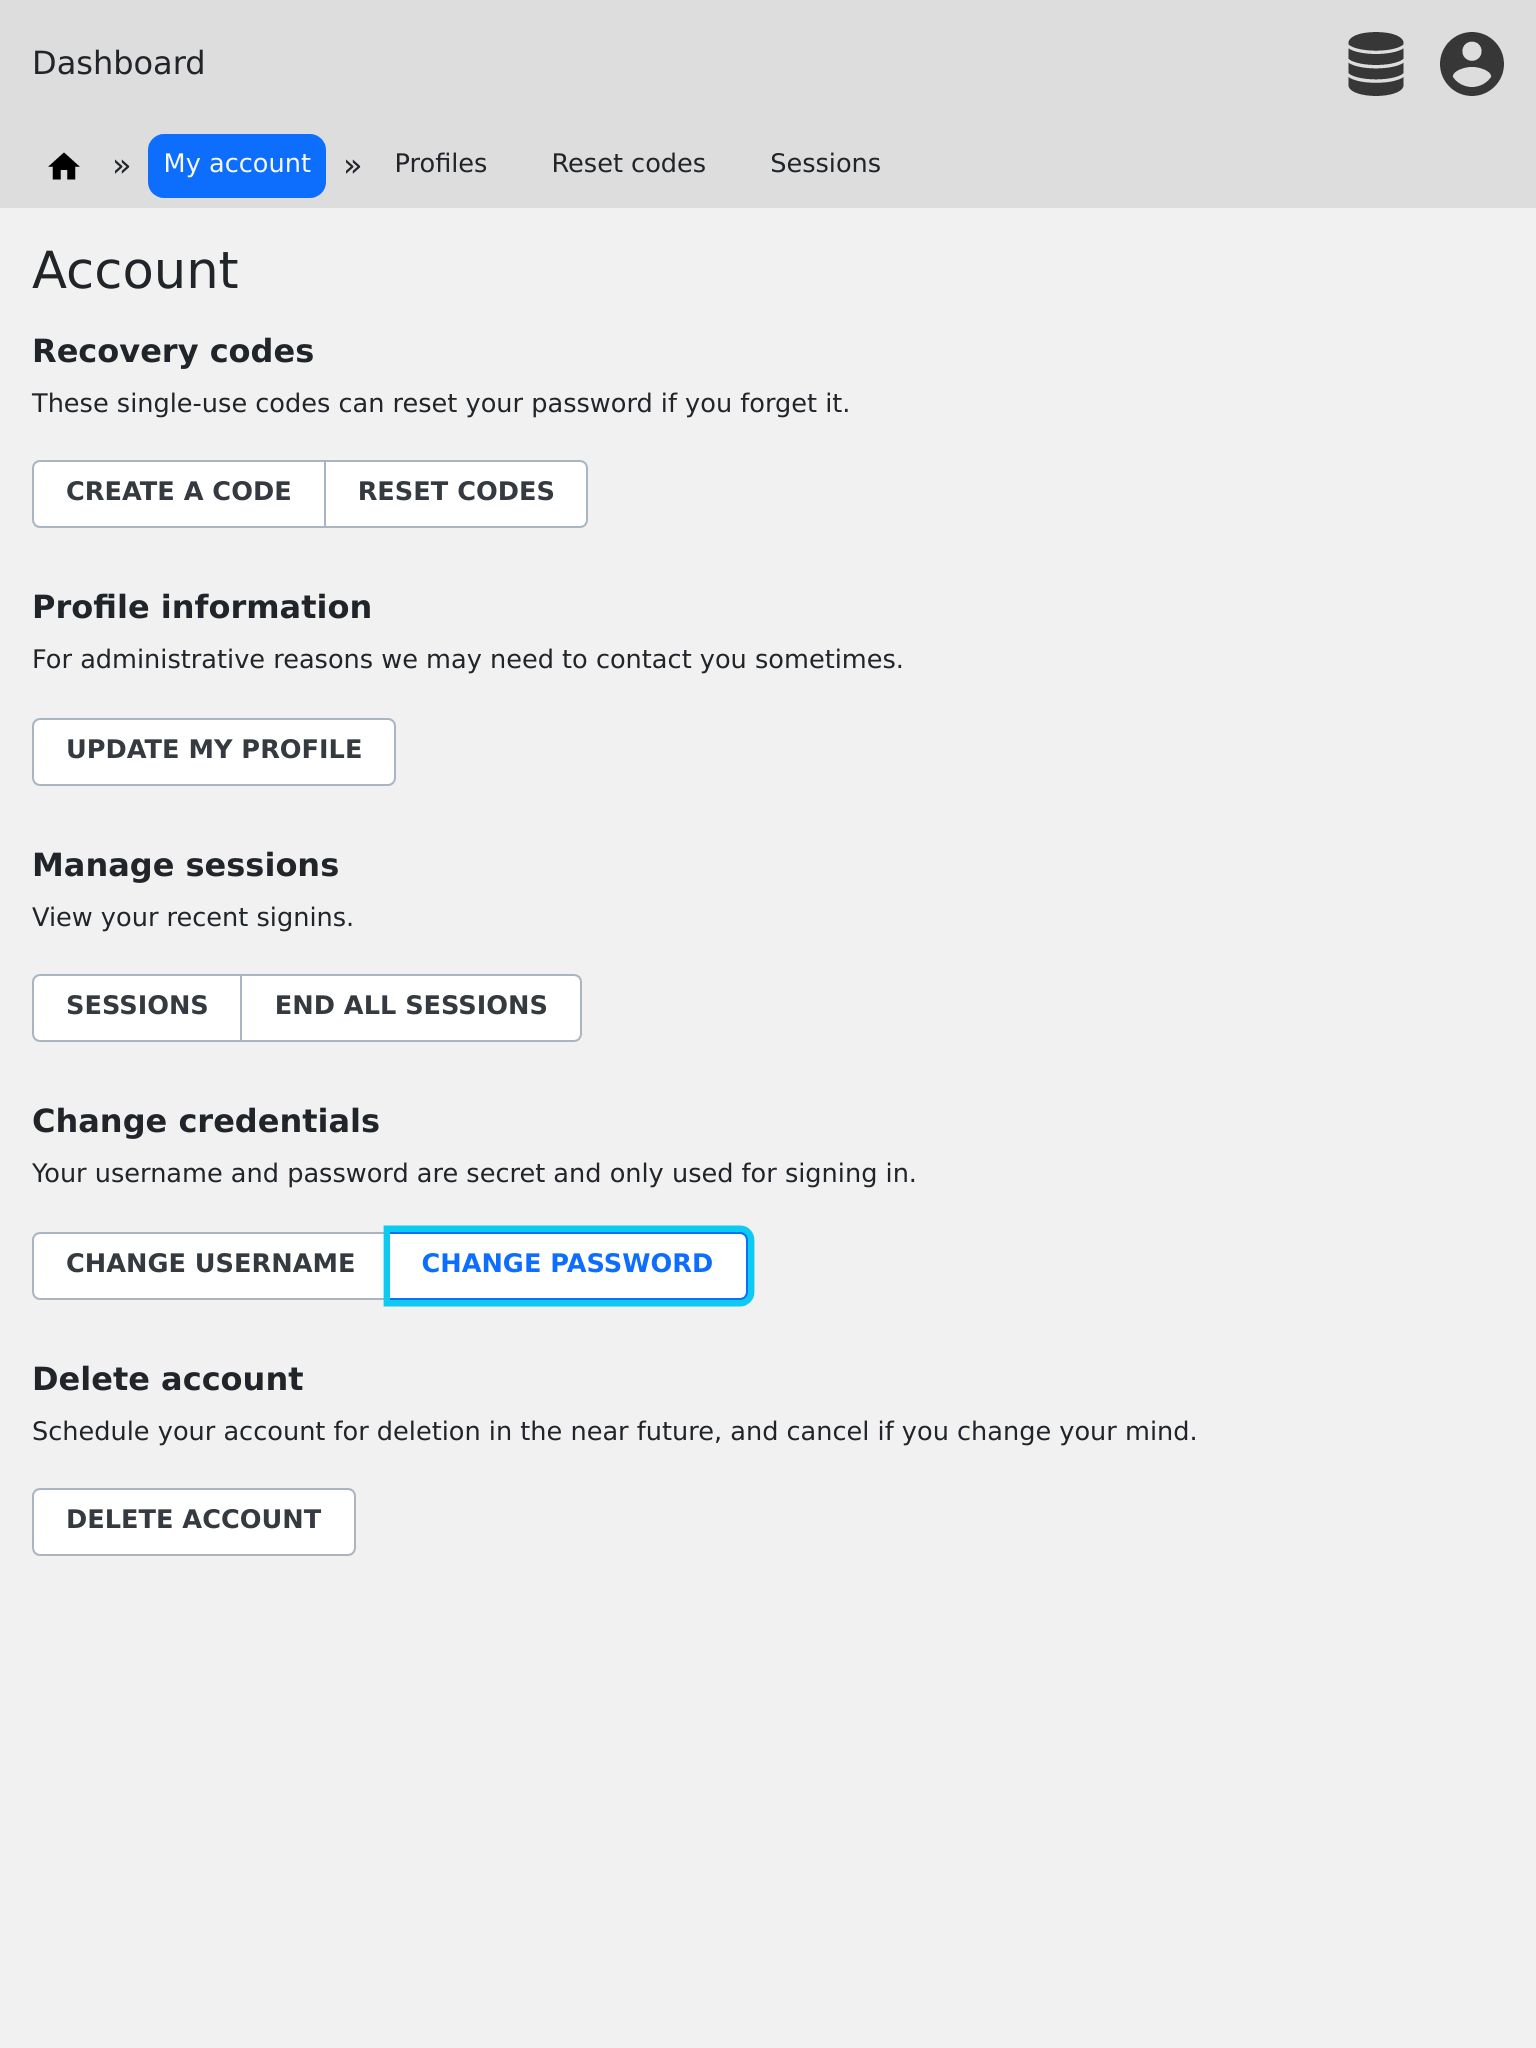 Dashboard
» My account » Profiles Reset codes Sessions
Account
Recovery codes
These single-use codes can reset your password if you forget it.
CREATE A CODE RESET CODES
Profile information
For administrative reasons we may need to contact you sometimes.
UPDATE MY PROFILE
Manage sessions
View your recent signins.
SESSIONS END ALL SESSIONS
Change credentials
Your username and password are secret and only used for signing in.
CHANGE USERNAME CHANGE PASSWORD
Delete account
Schedule your account for deletion in the near future, and cancel if you change your mind.
DELETE ACCOUNT